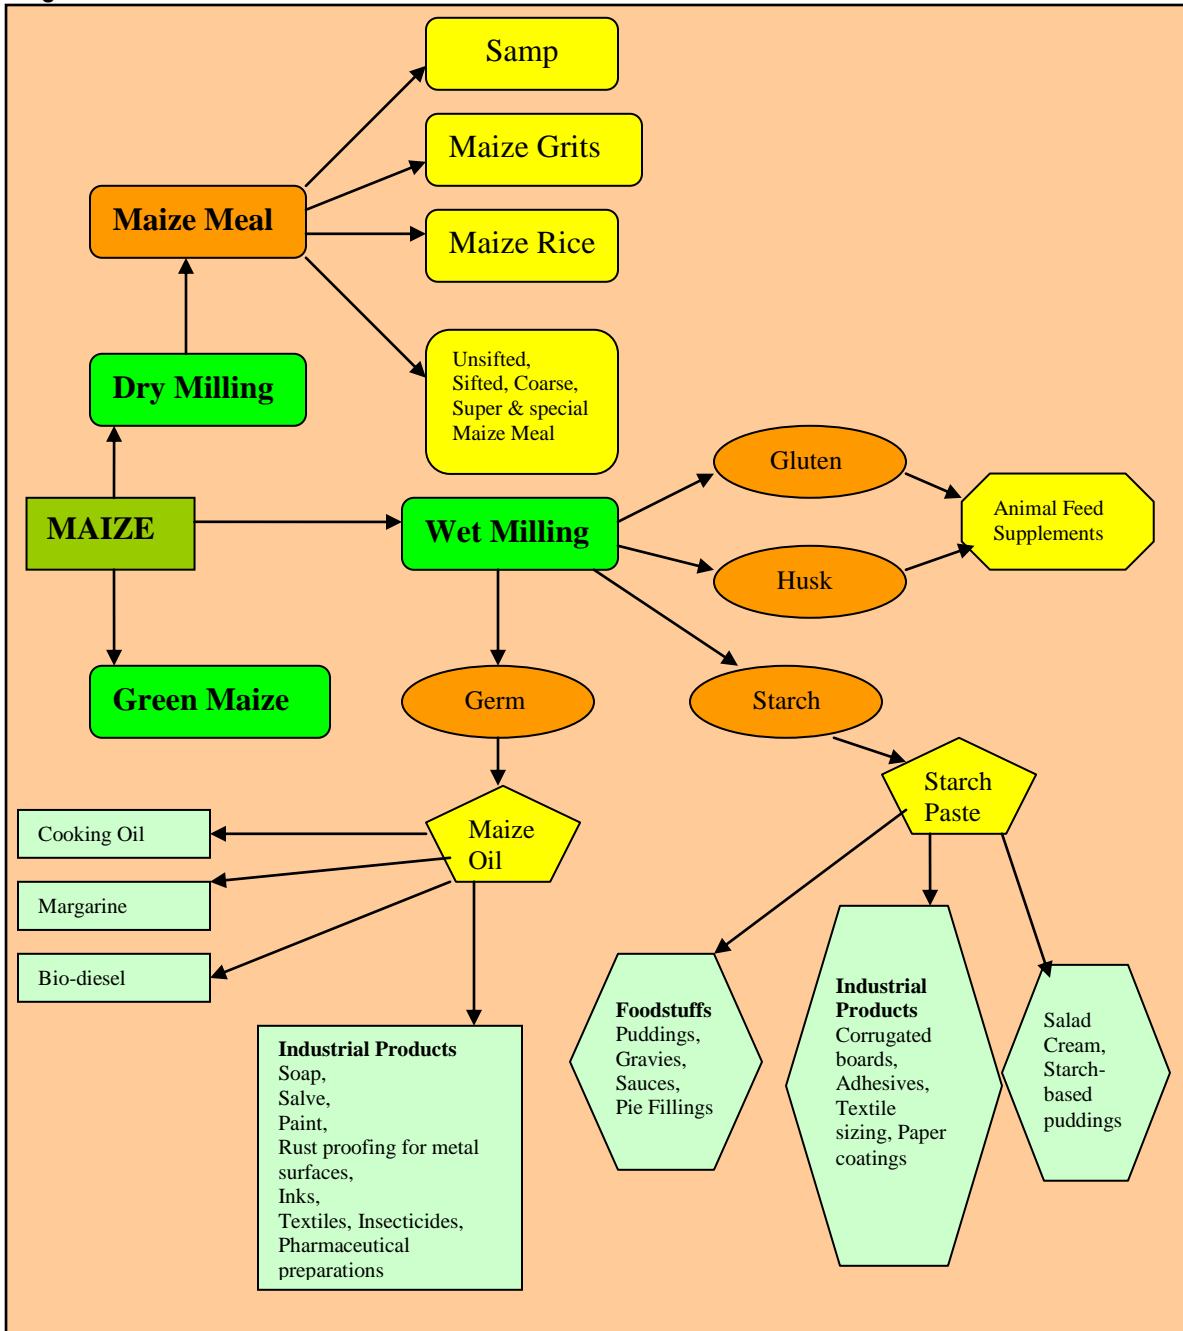 Samp
Maize Grits
Maize Meal
Maize Rice
Unsifted,
Sifted, Coarse,
Super & special
Maize Meal
Dry Milling
Gluten
MAIZE
Wet Milling
Animal Feed
Supplements
Husk
Green Maize
Germ
Starch
Starch
Paste
Maize
Oil
Cooking Oil
Margarine
Bio-diesel
Industrial Products
Soap,
Salve,
Paint,
Rust proofing for metal
surfaces,
Inks,
Textiles, Insecticides,
Pharmaceutical
preparations
Foodstuffs
Puddings,
Gravies,
Sauces,
Pie Fillings
Industrial
Products
Corrugated
boards,
Adhesives,
Textile
sizing, Paper
coatings
Salad
Cream,
Starch-
based
puddings